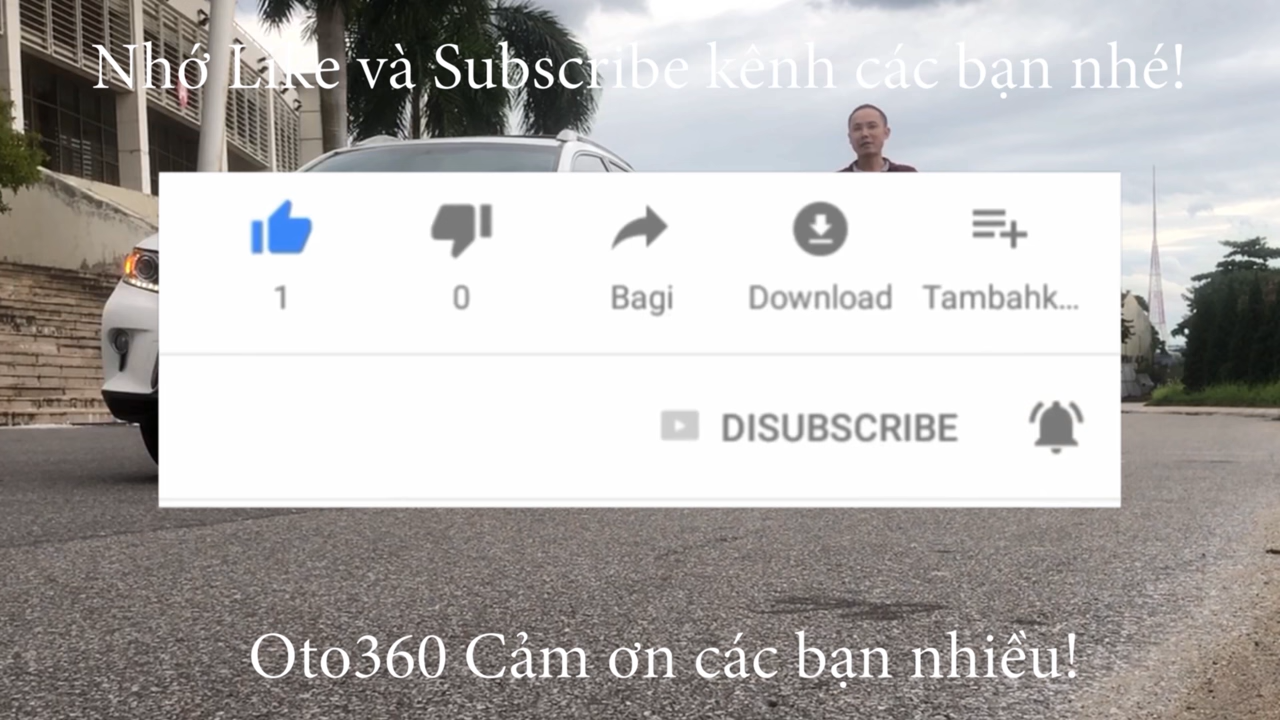 Nhớ Like và Subscribe kênh các bạn nhé!
1 0 Bagi Download Tambahk...
DISUBSCRIBE
Oto360 Cảm ơn các bạn nhiều!